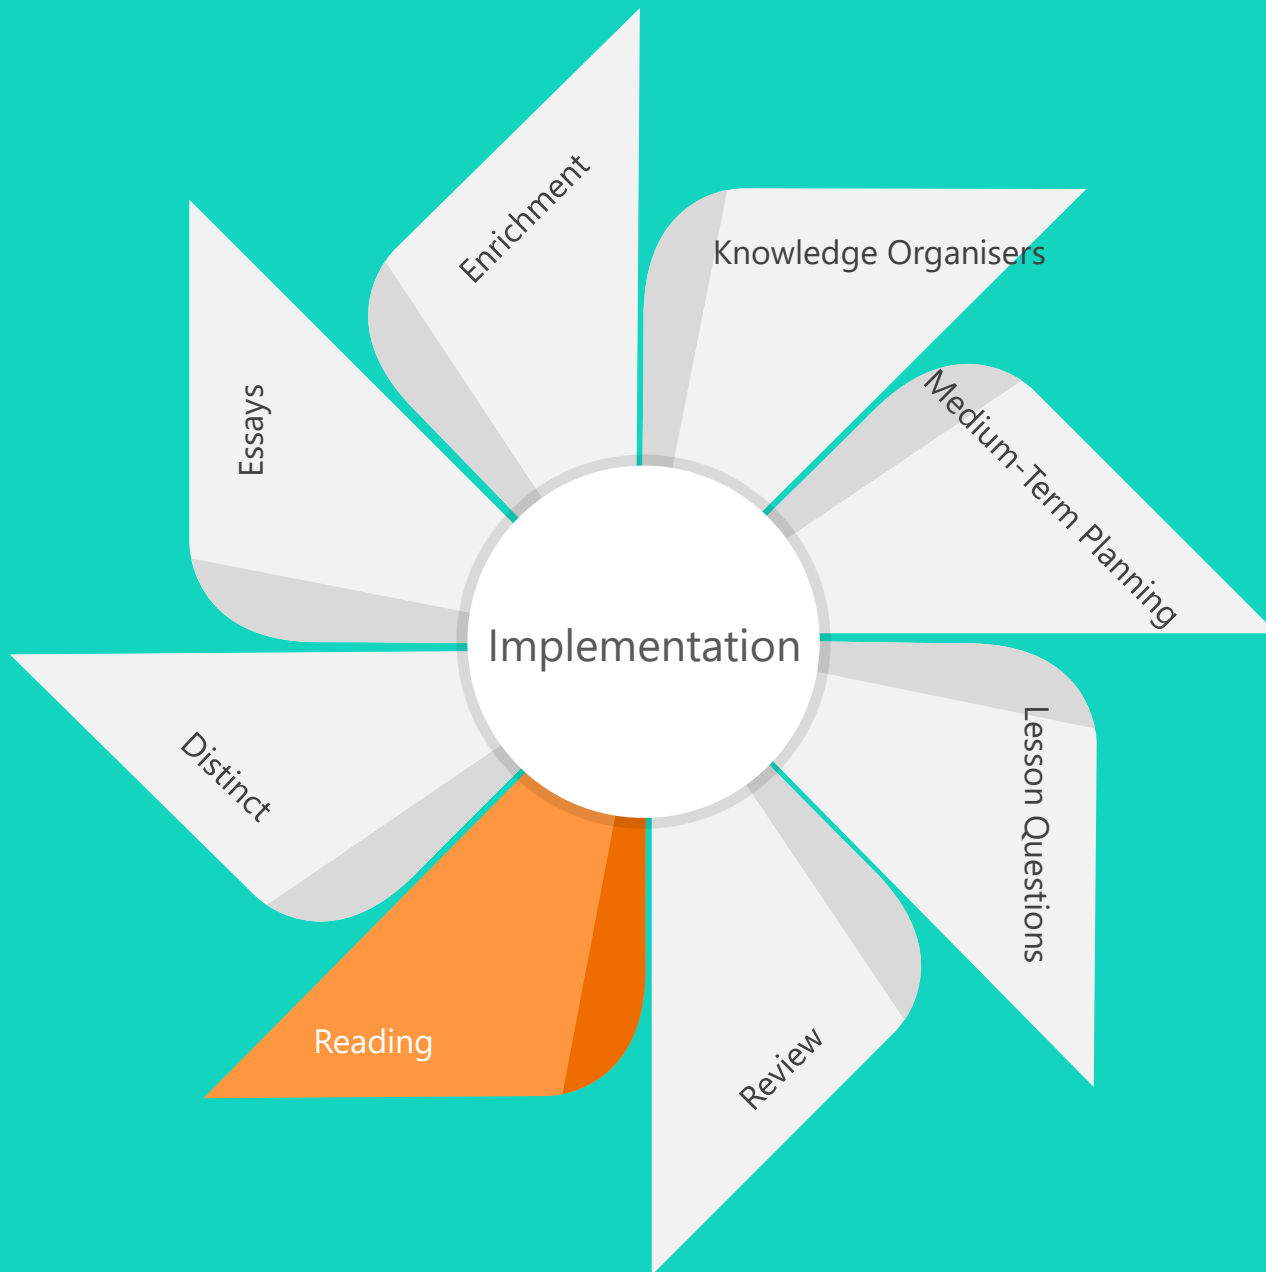 Enrichment
Knowledge Organisers
Medium-Term Planning
Lesson Questions
Review
Reading
Distinct
Essays
Implementation